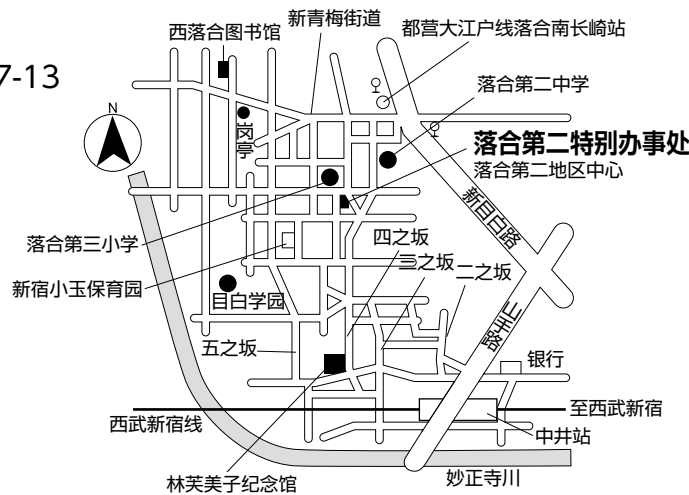 新青梅街道
西落合图书馆
都营大江户线落合南长崎站
7-13
落合第二中学
N
岗亭
落合第二特别办事处
落合第二地区中心
新目白路
落合第三小学
四之坂
三之坂
二之坂
新宿小玉保育园
目白学园
山手路
五之坂
银行
西武新宿线
至西武新宿
中井站
林芙美子纪念馆
妙正寺川